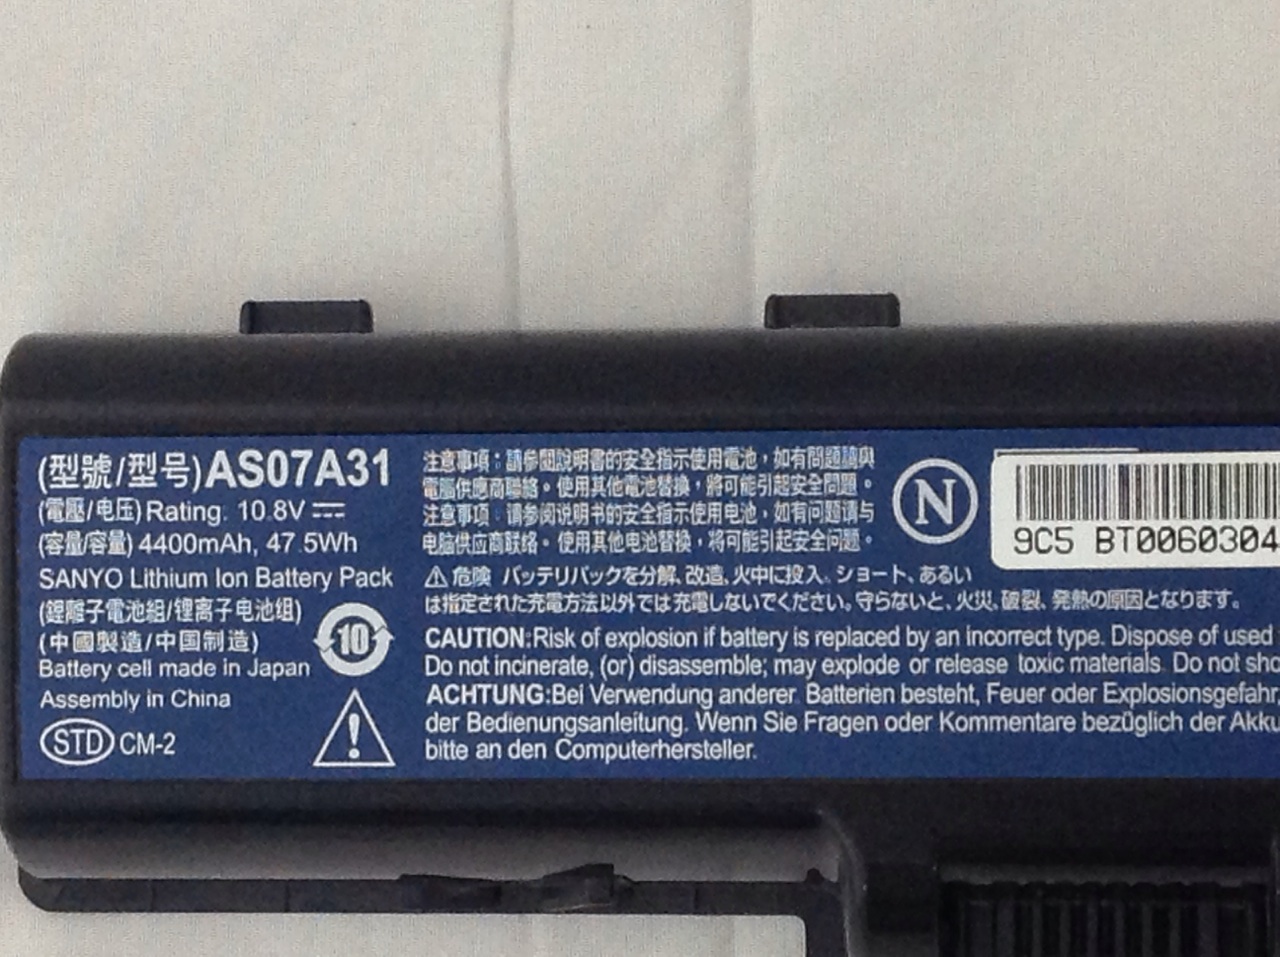 (型號/型号)AS07A31
(電壓/电压) Rating. 10.8V
(容量/容量) 4400mAh, 47.5Wh
SANYO Lithium Ion Battery Pack
(鋰離子電池組/锂离子电池组)
(中國製造/中国制造)
Battery cell made in Japan
Assembly in China
STD CM-2
10
注意事項：請參閱說明書的安全指示使用電池，如有問題請與
電腦供應商聯絡。使用其他電池替換，將可能引起安全問題。
注意事项：请参阅说明书的安全指示使用电池，如有问题请与
电脑供应商联络。使用其他电池替换，将可能引起安全问题。
⚠ 危険 バッテリパックを分解、改造、火中に投入、ショート、あるい
は指定された充電方法以外では充電しないでください。守らないと、火災、破裂、発熱の原因となります。
CAUTION:Risk of explosion if battery is replaced by an incorrect type. Dispose of used
Do not incinerate, (or) disassemble; may explode or release toxic materials. Do not sho
ACHTUNG:Bei Verwendung anderer Batterien besteht, Feuer oder Explosionsgefahr
der Bedienungsanleitung. Wenn Sie Fragen oder Kommentare bezüglich der Akku
bitte an den Computerhersteller.
N
9C5 BT0060304